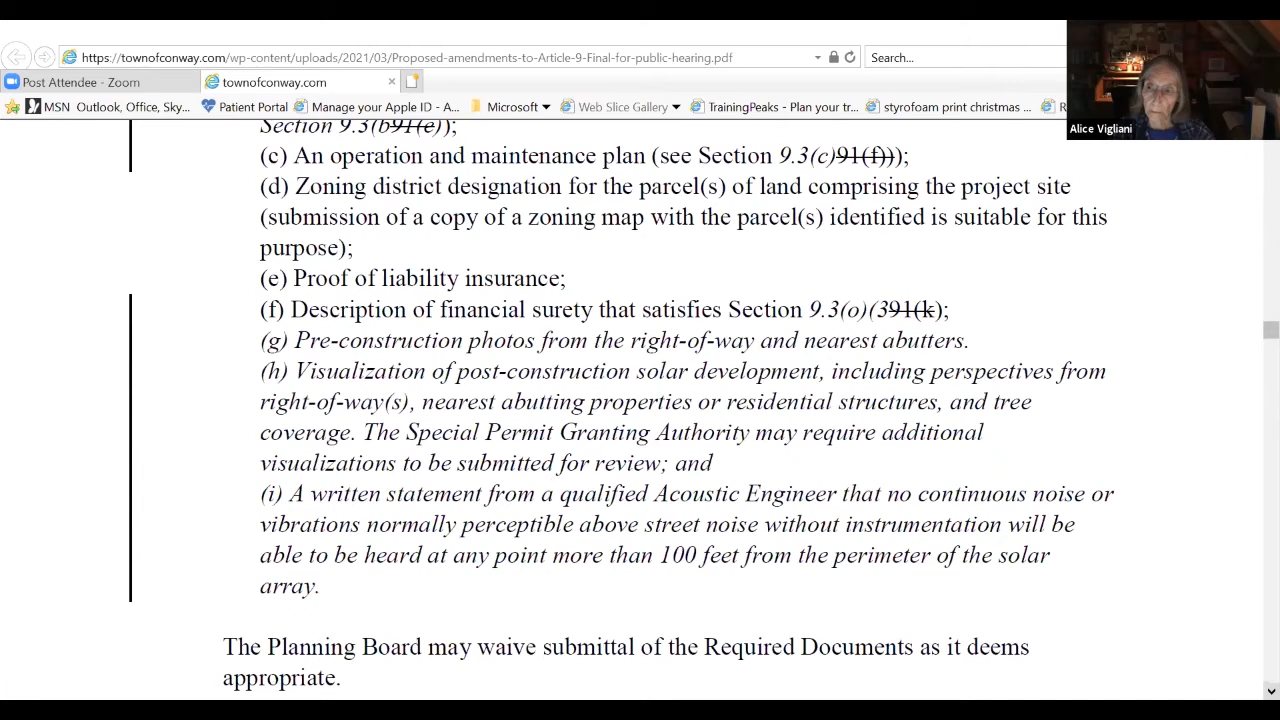 https://townofconway.com/wp-content/uploads/2021/03/Proposed-amendments-to-Article-9-Final-for-public-hearing.pdf
Search...
Post Attendee - Zoom
townofconway.com
MSN
Outlook, Office, Sky...
Patient Portal
Manage your Apple ID - A...
Microsoft
Web Slice Gallery
TrainingPeaks - Plan your tr...
styrofoam print christmas ...
Alice Vigliani
Section 9.3(b91(e));
(c) An operation and maintenance plan (see Section 9.3(c)91(f)));
(d) Zoning district designation for the parcel(s) of land comprising the project site
(submission of a copy of a zoning map with the parcel(s) identified is suitable for this
purpose);
(e) Proof of liability insurance;
(f) Description of financial surety that satisfies Section 9.3(o)(391(k);
(g) Pre-construction photos from the right-of-way and nearest abutters.
(h) Visualization of post-construction solar development, including perspectives from
right-of-way(s), nearest abutting properties or residential structures, and tree
coverage. The Special Permit Granting Authority may require additional
visualizations to be submitted for review; and
(i) A written statement from a qualified Acoustic Engineer that no continuous noise or
vibrations normally perceptible above street noise without instrumentation will be
able to be heard at any point more than 100 feet from the perimeter of the solar
array.
The Planning Board may waive submittal of the Required Documents as it deems
appropriate.